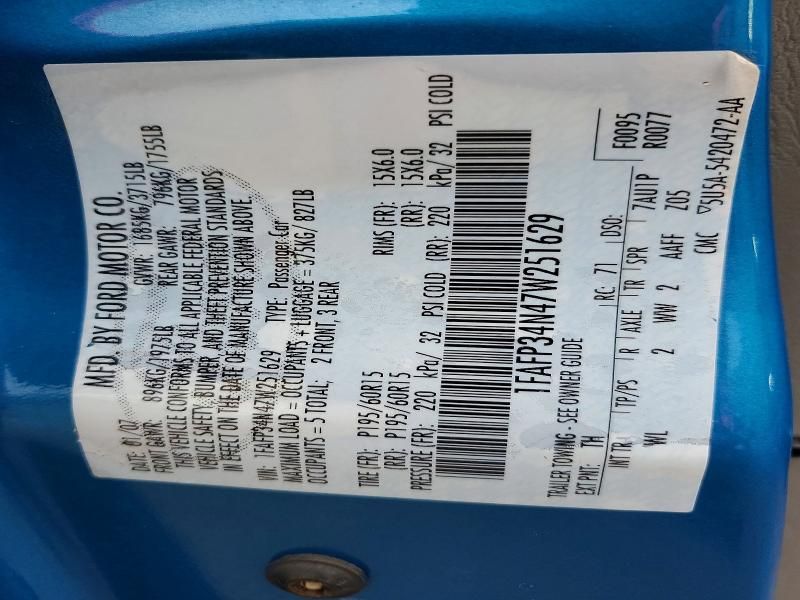 MFD. BY FORD MOTOR CO.
DATE: 01/07 GVWR: 1685KG/3715LB
FRONT GAWR: 896KG/1975LB REAR GAWR: 796KG/1755LB
THIS VEHICLE CONFORMS TO ALL APPLICABLE FEDERAL MOTOR
VEHICLE SAFETY, BUMPER, AND THEFT PREVENTION STANDARDS
IN EFFECT ON THE DATE OF MANUFACTURE SHOWN ABOVE.
VIN: 1FAFP34N47W251629 TYPE: Passenger Car
MAXIMUM LOAD = OCCUPANTS + LUGGAGE = 375KG/ 827LB
OCCUPANTS = 5 TOTAL; 2 FRONT, 3 REAR
TIRE (FR): P195/60R15 RIMS (FR): 15X6.0
(RR): P195/60R15 (RR): 15X6.0
PRESSURE (FR): 220 kPa/ 32 PSI COLD (RR): 220 kPa/ 32 PSI COLD
1FAFP34N47W251629
TRAILER TOWING - SEE OWNER GUIDE F0095
EXT PNT: TH RC: 71 DSO: R0077
INT TR TP/PS R AXLE TR SPR 7AU1P
WL 2 WW 2 AAFF Z05
CMC ▽5U5A-5420472-AA